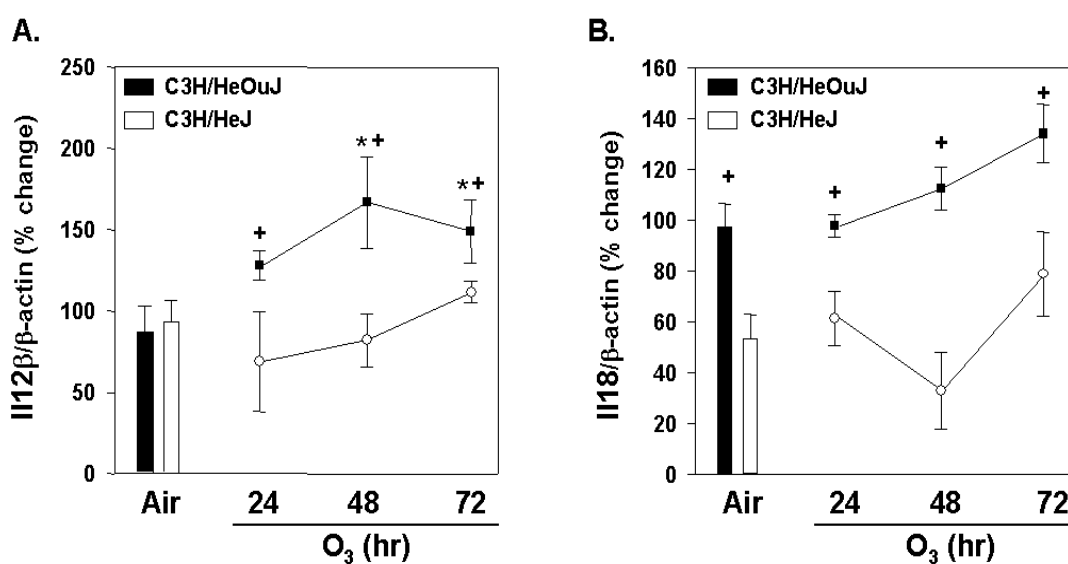 A.
Il12β/β-actin (% change)
250
200
150
100
50
0
C3H/HeOuJ
C3H/HeJ
+
*+
*+
Air 24 48 72
O₃ (hr)
B.
Il18/β-actin (% change)
160
140
120
100
80
60
40
20
0
C3H/HeOuJ
C3H/HeJ
+
+
+
+
Air 24 48 72
O₃ (hr)